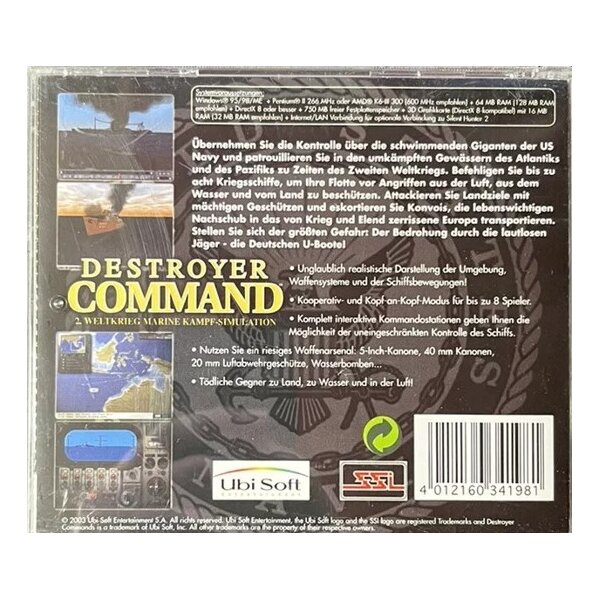 Systemvoraussetzungen:
Windows® 95/98/ME • Pentium® II 266 MHz oder AMD® K6-III 300 (600 MHz empfohlen) • 64 MB RAM (128 MB RAM
empfohlen) • DirectX 8 oder besser • 750 MB freier Festplattenspeicher • 3D Grafikkarte (DirectX 8 kompatibel) mit 16 MB
RAM (32 MB RAM empfohlen) • Internet/LAN Verbindung für optionale Verbindung zu Silent Hunter 2
Übernehmen Sie die Kontrolle über die schwimmenden Giganten der US
Navy und patrouillieren Sie in den umkämpften Gewässern des Atlantiks
und des Pazifiks zu Zeiten des Zweiten Weltkriegs. Befehligen Sie bis zu
acht Kriegsschiffe, um Ihre Flotte vor Angriffen aus der Luft, aus dem
Wasser und vom Land zu beschützen. Attackieren Sie Landziele mit
mächtigen Geschützen und eskortieren Sie Konvois, die lebenswichtigen
Nachschub in das von Krieg und Elend zerrissene Europa transportieren.
Stellen Sie sich der größten Gefahr: Der Bedrohung durch die lautlosen
Jäger - die Deutschen U-Boote!
DESTROYER
COMMAND
2. WELTKRIEG MARINE KAMPF-SIMULATION
• Unglaublich realistische Darstellung der Umgebung,
Waffensysteme und der Schiffsbewegungen!
• Kooperativ- und Kopf-an-Kopf-Modus für bis zu 8 Spieler.
• Komplett interaktive Kommandostationen geben Ihnen die
Möglichkeit der uneingeschränkten Kontrolle des Schiffs.
• Nutzen Sie ein riesiges Waffenarsenal: 5-Inch-Kanone, 40 mm Kanonen,
20 mm Luftabwehrgeschütze, Wasserbomben...
• Tödliche Gegner zu Land, zu Wasser und in der Luft!
Ubi Soft
ENTERTAINMENT
SSI
4 012160 341981
© 2003 Ubi Soft Entertainment S.A. All rights reserved. Ubi Soft Entertainment, the Ubi Soft logo and the SSI logo are registered Trademarks and Destroyer
Commands is a trademark of Ubi Soft, Inc. All other trademarks are the property of their respective owners.